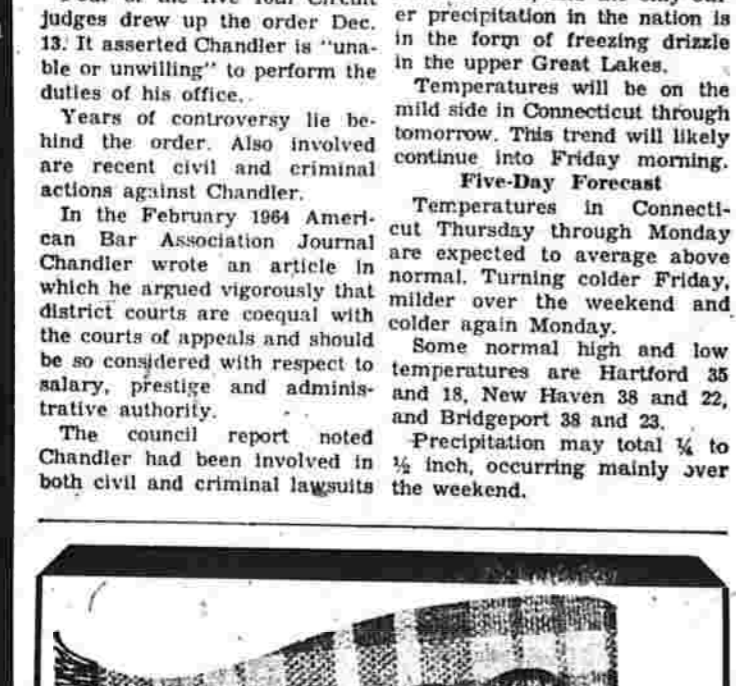 judges drew up the order Dec.
13. It asserted Chandler is "una-
ble or unwilling" to perform the
duties of his office.
Years of controversy lie be-
hind the order. Also involved
are recent civil and criminal
actions against Chandler.
In the February 1964 Ameri-
can Bar Association Journal
Chandler wrote an article in
which he argued vigorously that
district courts are coequal with
the courts of appeals and should
be so considered with respect to
salary, prestige and adminis-
trative authority.
The council report noted
Chandler had been involved in
both civil and criminal lawsuits
er precipitation in the nation is
in the form of freezing drizzle
in the upper Great Lakes.
Temperatures will be on the
mild side in Connecticut through
tomorrow. This trend will likely
continue into Friday morning.
Five-Day Forecast
Temperatures in Connecti-
cut Thursday through Monday
are expected to average above
normal. Turning colder Friday,
milder over the weekend and
colder again Monday.
Some normal high and low
temperatures are Hartford 35
and 18, New Haven 38 and 22,
and Bridgeport 38 and 23.
Precipitation may total ¼ to
½ inch, occurring mainly over
the weekend.